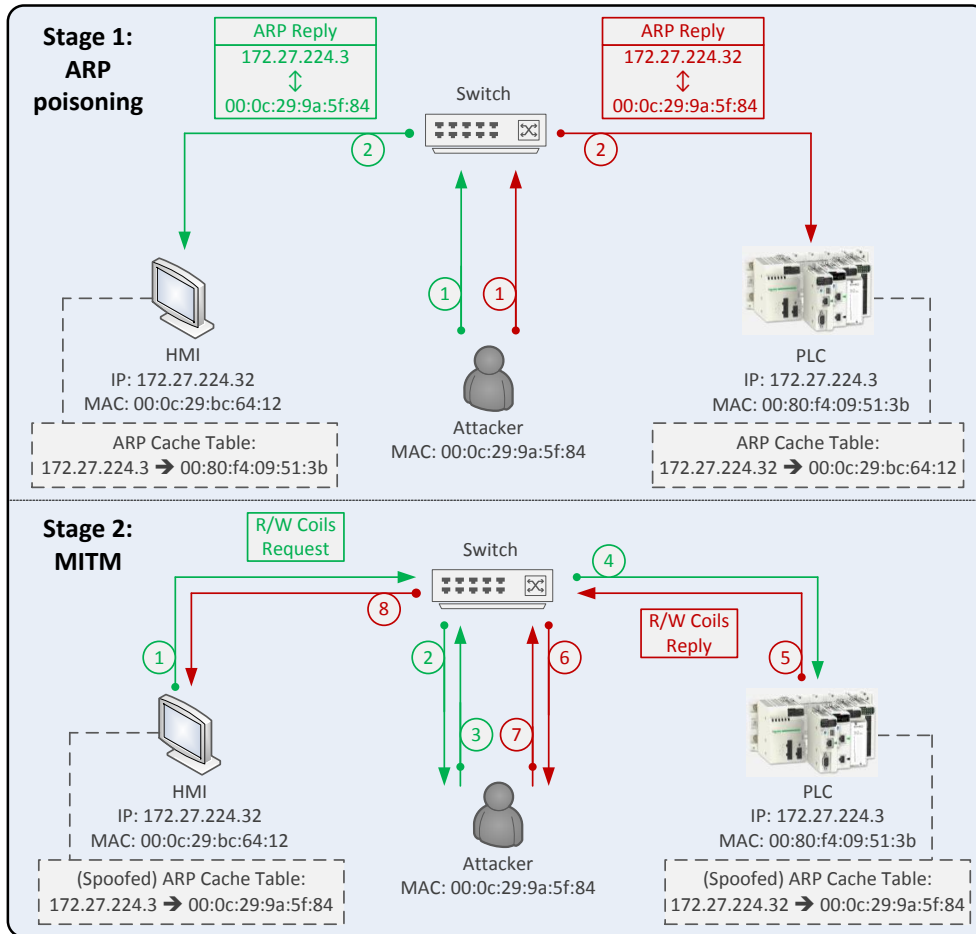 Stage 1:
ARP
poisoning
ARP Reply
172.27.224.3
↕
00:0c:29:9a:5f:84
ARP Reply
172.27.224.32
↕
00:0c:29:9a:5f:84
Switch
2
2
1
1
HMI
IP: 172.27.224.32
MAC: 00:0c:29:bc:64:12
ARP Cache Table:
172.27.224.3 ➔ 00:80:f4:09:51:3b
Attacker
MAC: 00:0c:29:9a:5f:84
PLC
IP: 172.27.224.3
MAC: 00:80:f4:09:51:3b
ARP Cache Table:
172.27.224.32 ➔ 00:0c:29:bc:64:12
Stage 2:
MITM
R/W Coils
Request
Switch
4
8
R/W Coils
Reply
1
2
6
5
3
7
HMI
IP: 172.27.224.32
MAC: 00:0c:29:bc:64:12
(Spoofed) ARP Cache Table:
172.27.224.3 ➔ 00:0c:29:9a:5f:84
Attacker
MAC: 00:0c:29:9a:5f:84
PLC
IP: 172.27.224.3
MAC: 00:80:f4:09:51:3b
(Spoofed) ARP Cache Table:
172.27.224.32 ➔ 00:0c:29:9a:5f:84